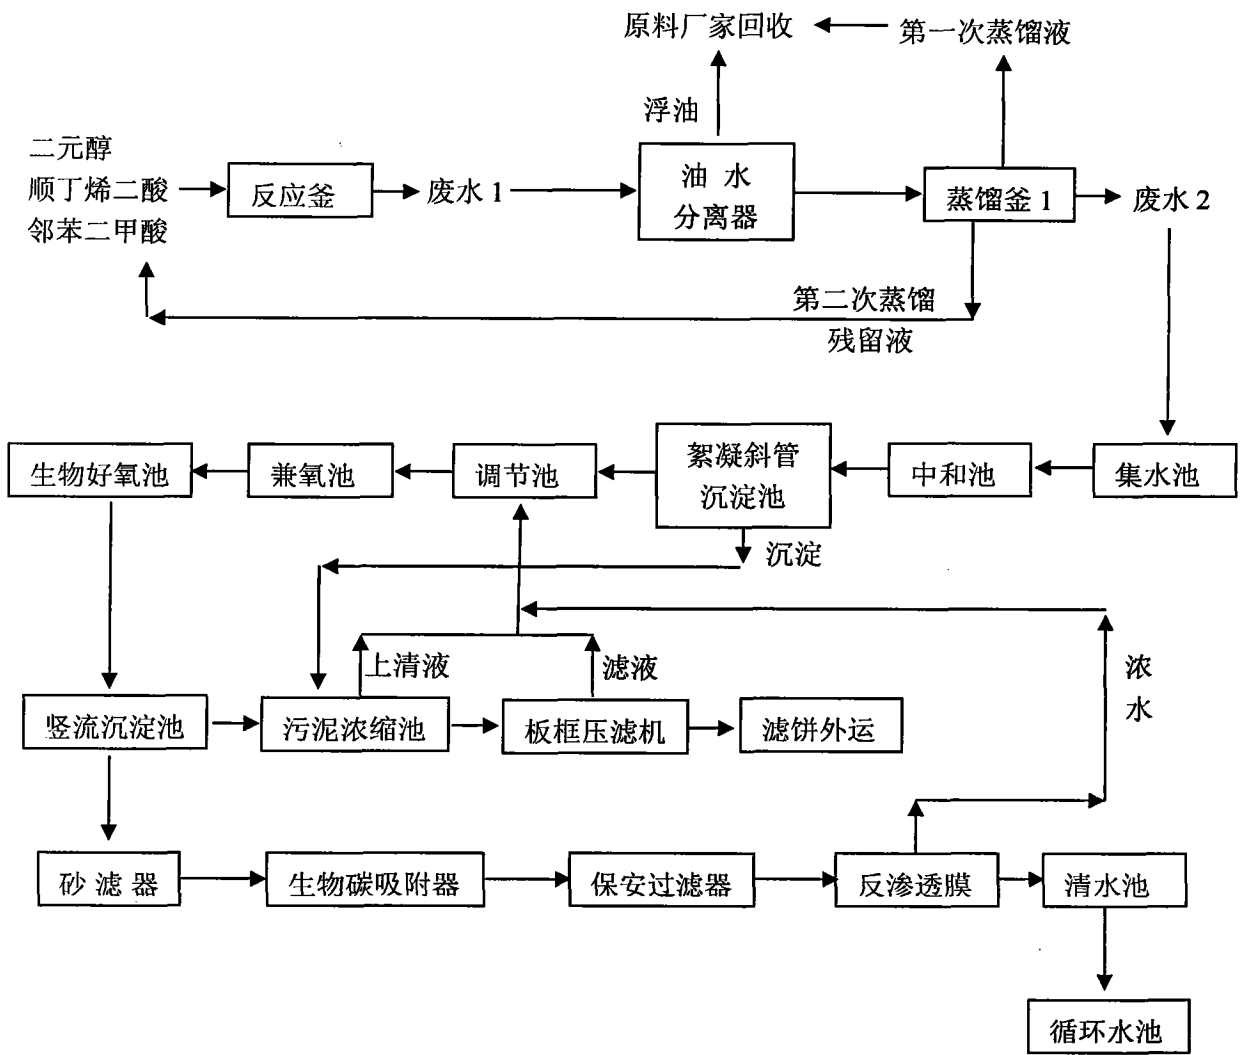 原料厂家回收
第一次蒸馏液
浮油
二元醇
顺丁烯二酸
邻苯二甲酸
反应釜
废水1
油 水
分离器
蒸馏釜1
废水2
第二次蒸馏
残留液
生物好氧池
兼氧池
调节池
絮凝斜管
沉淀池
中和池
集水池
沉淀
上清液
滤液
浓
水
竖流沉淀池
污泥浓缩池
板框压滤机
滤饼外运
砂 滤 器
生物碳吸附器
保安过滤器
反渗透膜
清水池
循环水池